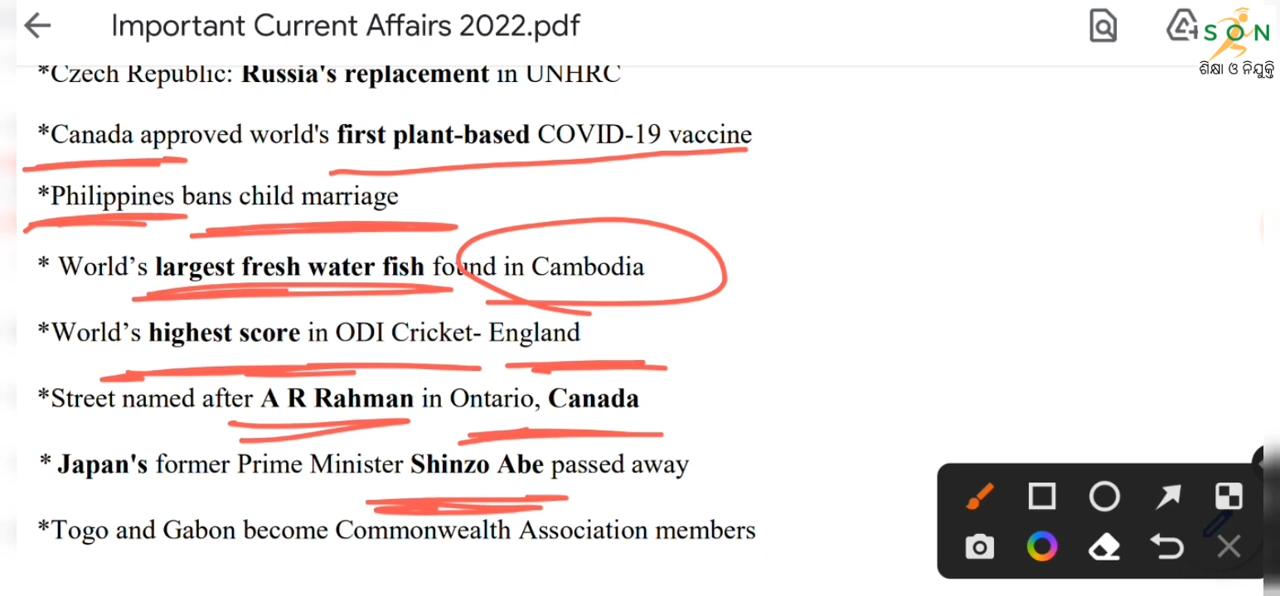 Important Current Affairs 2022.pdf
SON
ଶିକ୍ଷା ଓ ନିଯୁକ୍ତି
*Czech Republic: Russia's replacement in UNHRC
*Canada approved world's first plant-based COVID-19 vaccine
*Philippines bans child marriage
* World’s largest fresh water fish found in Cambodia
*World’s highest score in ODI Cricket- England
*Street named after A R Rahman in Ontario, Canada
* Japan's former Prime Minister Shinzo Abe passed away
*Togo and Gabon become Commonwealth Association members